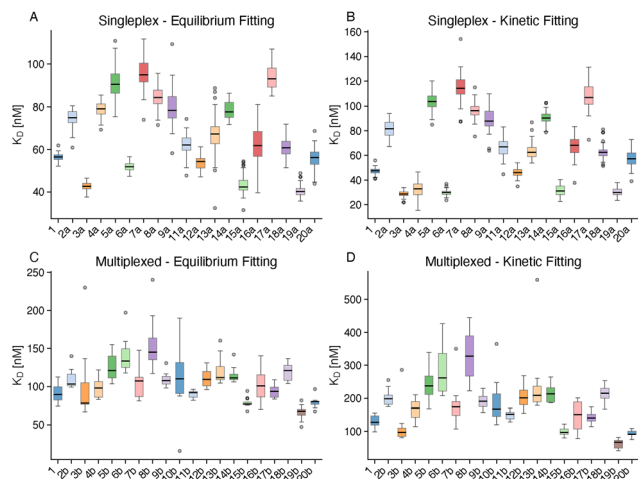 A Singleplex - Equilibrium Fitting
K_D [nM]
100
80
60
40
1 2a 3a 4a 5a 6a 7a 8a 9a 11a 12a 13a 14a 15a 16a 17a 18a 19a 20a
B Singleplex - Kinetic Fitting
K_D [nM]
160
140
120
100
80
60
40
20
1 2a 3a 4a 5a 6a 7a 8a 9a 11a 12a 13a 14a 15a 16a 17a 18a 19a 20a
C Multiplexed - Equilibrium Fitting
K_D [nM]
250
200
150
100
50
1 2b 3b 4b 5b 6b 7b 8b 9b 10b 11b 12b 13b 14b 15b 16b 17b 18b 19b 20b
D Multiplexed - Kinetic Fitting
K_D [nM]
500
400
300
200
100
1 2b 3b 4b 5b 6b 7b 8b 9b 10b 11b 12b 13b 14b 15b 16b 17b 18b 19b 20b